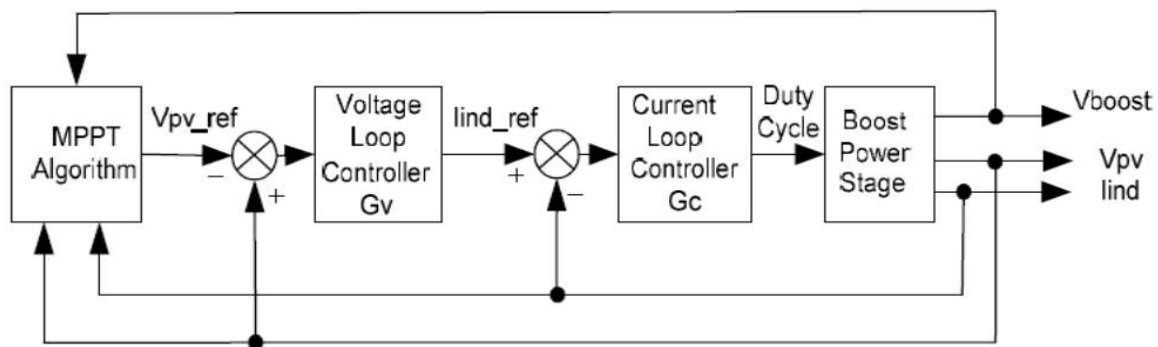 MPPT
Algorithm
Vpv_ref
−
+
Voltage
Loop
Controller
Gv
Iind_ref
+
−
Current
Loop
Controller
Gc
Duty
Cycle
Boost
Power
Stage
Vboost
Vpv
Iind